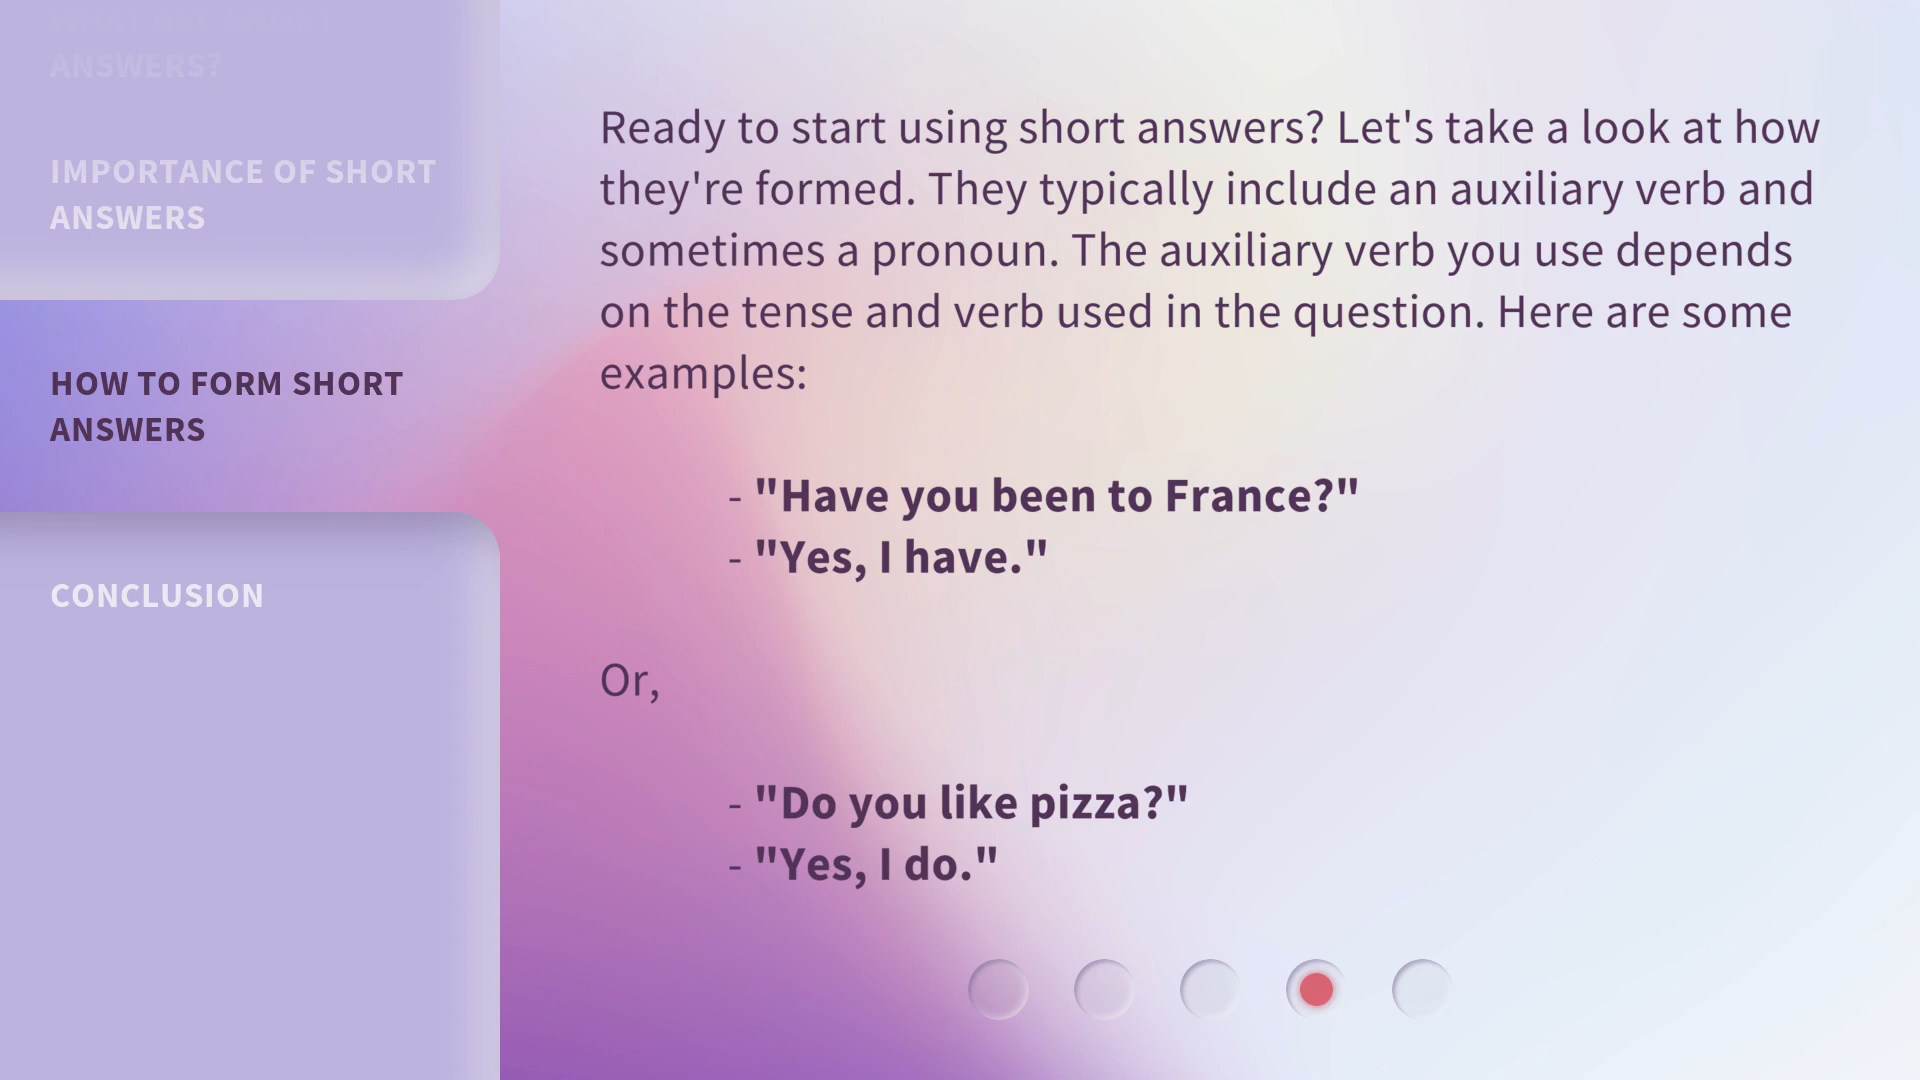 ANSWERS?
IMPORTANCE OF SHORT
ANSWERS
HOW TO FORM SHORT
ANSWERS
CONCLUSION
Ready to start using short answers? Let's take a look at how
they're formed. They typically include an auxiliary verb and
sometimes a pronoun. The auxiliary verb you use depends
on the tense and verb used in the question. Here are some
examples:
- "Have you been to France?"
- "Yes, I have."
Or,
- "Do you like pizza?"
- "Yes, I do."